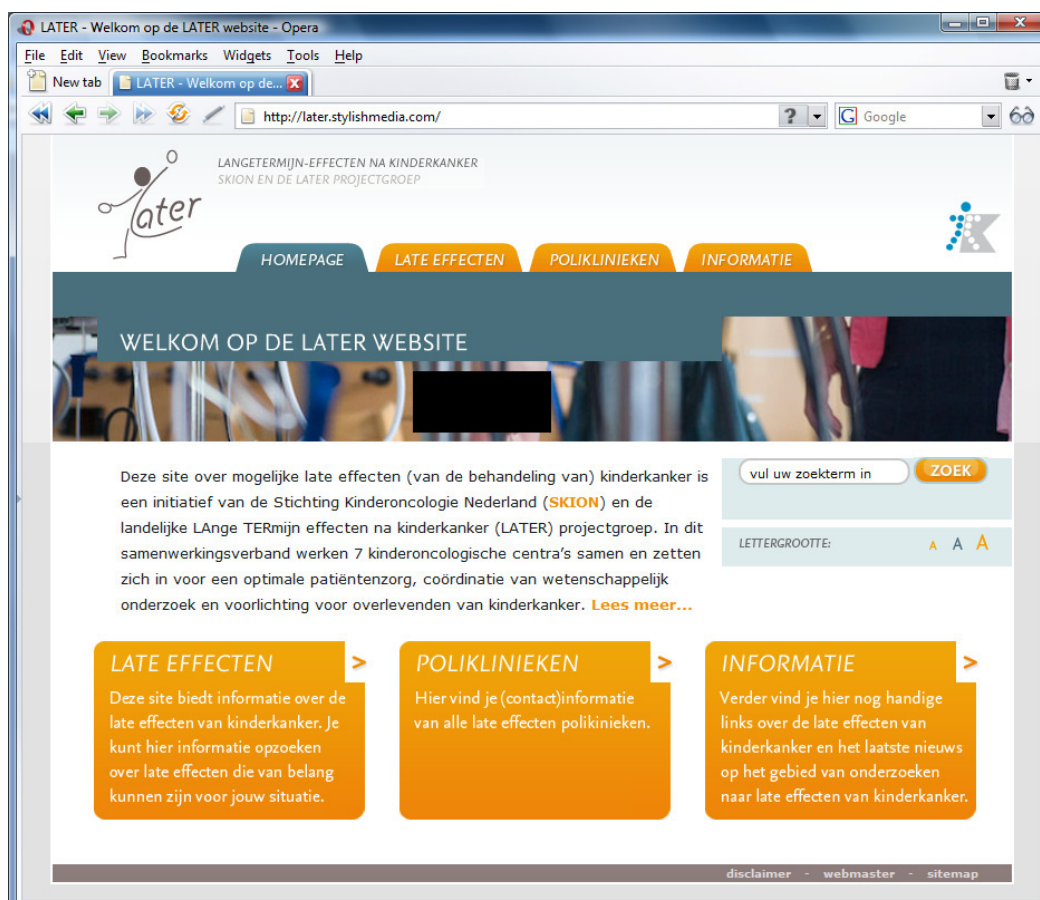 LATER - Welkom op de LATER website - Opera
File Edit View Bookmarks Widgets Tools Help
New tab LATER - Welkom op de...
http://later.stylishmedia.com/ ? G Google
LANGETERMIJN-EFFECTEN NA KINDERKANKER
SKION EN DE LATER PROJECTGROEP
later
HOMEPAGE LATE EFFECTEN POLIKLINIEKEN INFORMATIE
WELKOM OP DE LATER WEBSITE
Deze site over mogelijke late effecten (van de behandeling van) kinderkanker is
een initiatief van de Stichting Kinderoncologie Nederland (SKION) en de
landelijke LAnge TERmijn effecten na kinderkanker (LATER) projectgroep. In dit
samenwerkingsverband werken 7 kinderoncologische centra's samen en zetten
zich in voor een optimale patiëntenzorg, coördinatie van wetenschappelijk
onderzoek en voorlichting voor overlevenden van kinderkanker. Lees meer...
vul uw zoekterm in ZOEK
LETTERGROOTTE: A A A
LATE EFFECTEN >
Deze site biedt informatie over de
late effecten van kinderkanker. Je
kunt hier informatie opzoeken
over late effecten die van belang
kunnen zijn voor jouw situatie.
POLIKLINIEKEN >
Hier vind je (contact)informatie
van alle late effecten polikinieken.
INFORMATIE >
Verder vind je hier nog handige
links over de late effecten van
kinderkanker en het laatste nieuws
op het gebied van onderzoeken
naar late effecten van kinderkanker.
disclaimer - webmaster - sitemap